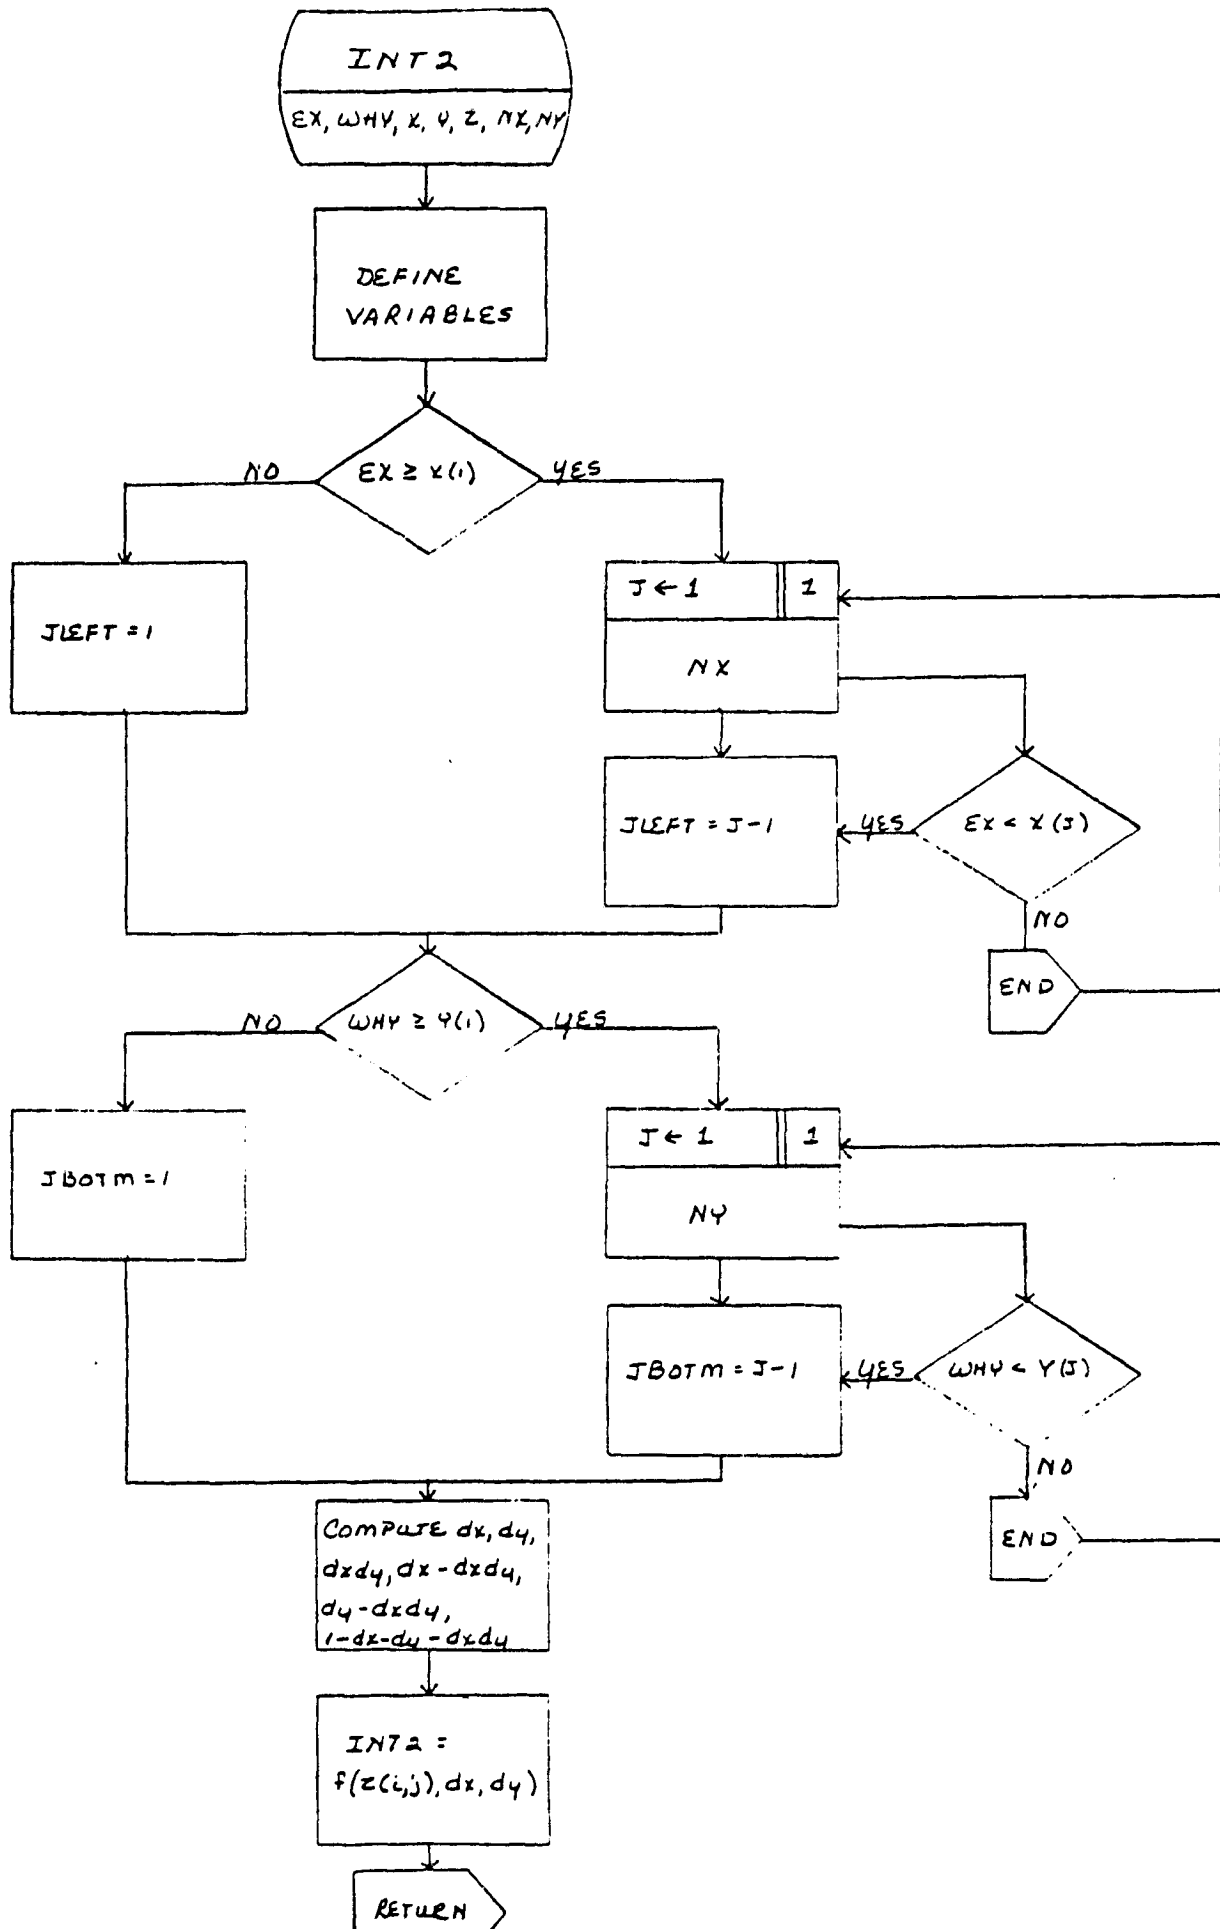 INT2
EX, WHY, X, Y, Z, NX, NY
DEFINE
VARIABLES
NO
EX ≥ X(1)
YES
J ← 1
1
JLEFT = 1
NX
JLEFT = J-1
YES
EX < X(J)
NO
END
NO
WHY ≥ Y(1)
YES
J ← 1
1
JBOTM = 1
NY
JBOTM = J-1
YES
WHY < Y(J)
NO
END
COMPUTE dx, dy,
dxdy, dx - dxdy,
dy - dxdy,
1-dx-dy-dxdy
INT2 =
f(z(i,j), dx, dy)
RETURN